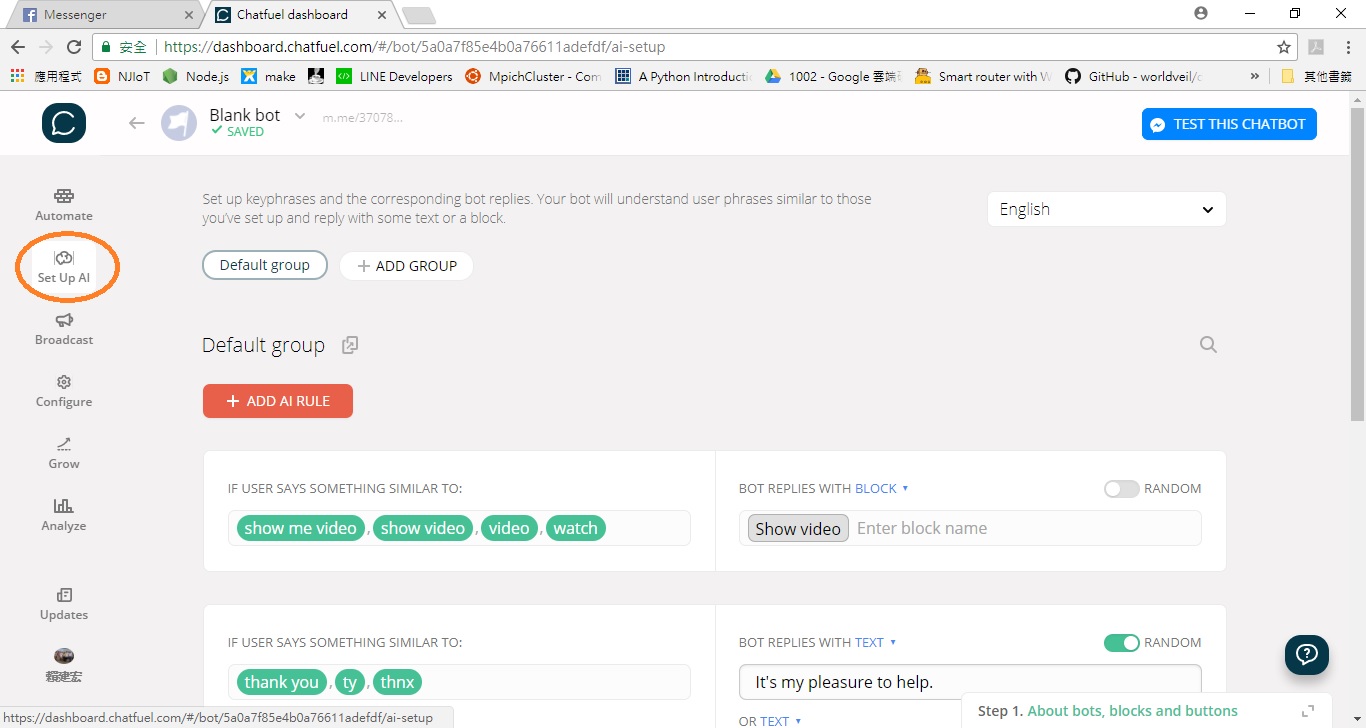 Messenger
Chatfuel dashboard
安全 https://dashboard.chatfuel.com/#/bot/5a0a7f85e4b0a76611adefdf/ai-setup
應用程式 NJIoT Node.js make LINE Developers MpichCluster - Com A Python Introducti 1002 - Google 雲端 Smart router with GitHub - worldveil/ » 其他書籤
Blank bot m.me/37078...
SAVED
TEST THIS CHATBOT
Automate
Set Up AI
Broadcast
Configure
Grow
Analyze
Updates
賴建宏
Set up keyphrases and the corresponding bot replies. Your bot will understand user phrases similar to those
you've set up and reply with some text or a block.
English
Default group + ADD GROUP
Default group
+ ADD AI RULE
IF USER SAYS SOMETHING SIMILAR TO:
show me video , show video , video , watch
BOT REPLIES WITH BLOCK RANDOM
Show video Enter block name
IF USER SAYS SOMETHING SIMILAR TO:
thank you , ty , thnx
BOT REPLIES WITH TEXT RANDOM
It's my pleasure to help.
OR TEXT
Step 1. About bots, blocks and buttons
https://dashboard.chatfuel.com/#/bot/5a0a7f85e4b0a76611adefdf/ai-setup